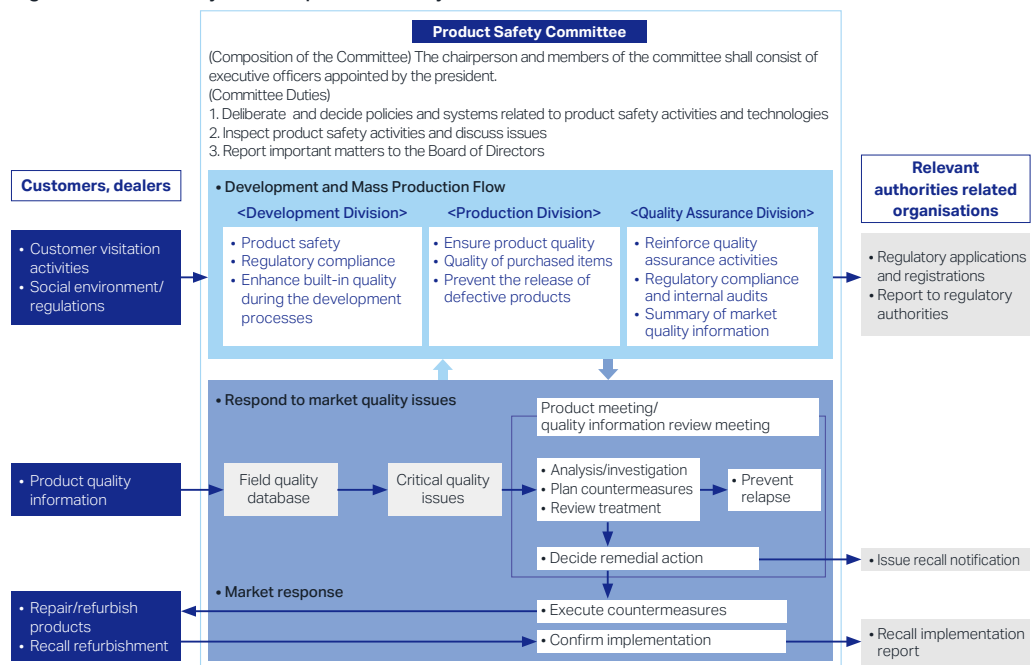 Product Safety Committee
(Composition of the Committee) The chairperson and members of the committee shall consist of
executive officers appointed by the president.
(Committee Duties)
1. Deliberate and decide policies and systems related to product safety activities and technologies
2. Inspect product safety activities and discuss issues
3. Report important matters to the Board of Directors
Customers, dealers
Relevant
authorities related
organisations
• Customer visitation
activities
• Social environment/
regulations
• Development and Mass Production Flow
<Development Division>
• Product safety
• Regulatory compliance
• Enhance built-in quality
during the development
processes
<Production Division>
• Ensure product quality
• Quality of purchased items
• Prevent the release of
defective products
<Quality Assurance Division>
• Reinforce quality
assurance activities
• Regulatory compliance
and internal audits
• Summary of market
quality information
• Regulatory applications
and registrations
• Report to regulatory
authorities
• Respond to market quality issues
Product meeting/
quality information review meeting
• Product quality
information
Field quality
database
Critical quality
issues
• Analysis/investigation
• Plan countermeasures
• Review treatment
• Prevent
relapse
• Decide remedial action
• Issue recall notification
• Market response
• Repair/refurbish
products
• Recall refurbishment
• Execute countermeasures
• Confirm implementation
• Recall implementation
report